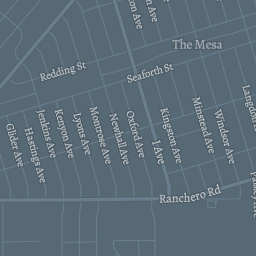 The Mesa
Redding St
Seaforth St
Glider Ave
Hastings Ave
Jenkins Ave
Kenyon Ave
Lyons Ave
Montrose Ave
Newhall Ave
Oxford Ave
I Ave
Kingston Ave
Minstead Ave
Windsor Ave
Ranchero Rd